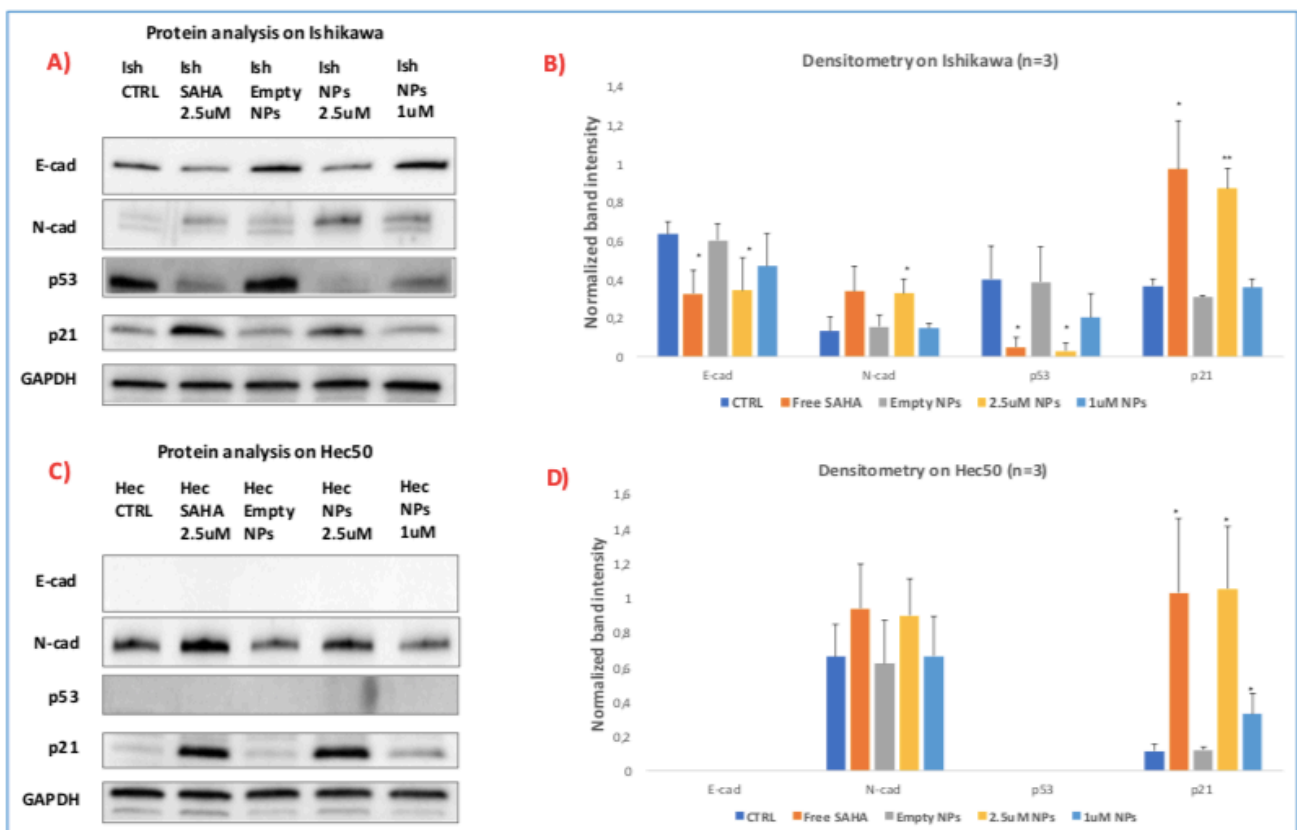 Protein analysis on Ishikawa
A)
Ish CTRL
Ish SAHA 2.5uM
Ish Empty NPs
Ish NPs 2.5uM
Ish NPs 1uM
E-cad
N-cad
p53
p21
GAPDH
B)
Densitometry on Ishikawa (n=3)
Normalized band intensity
1,4
1,2
1
0,8
0,6
0,4
0,2
0
*
*
*
*
*
*
**
E-cad
N-cad
p53
p21
CTRL
Free SAHA
Empty NPs
2.5uM NPs
1uM NPs
Protein analysis on Hec50
C)
Hec CTRL
Hec SAHA 2.5uM
Hec Empty NPs
Hec NPs 2.5uM
Hec NPs 1uM
E-cad
N-cad
p53
p21
GAPDH
D)
Densitometry on Hec50 (n=3)
Normalized band intensity
1,6
1,4
1,2
1
0,8
0,6
0,4
0,2
0
*
*
*
E-cad
N-cad
p53
p21
CTRL
Free SAHA
Empty NPs
2.5uM NPs
1uM NPs